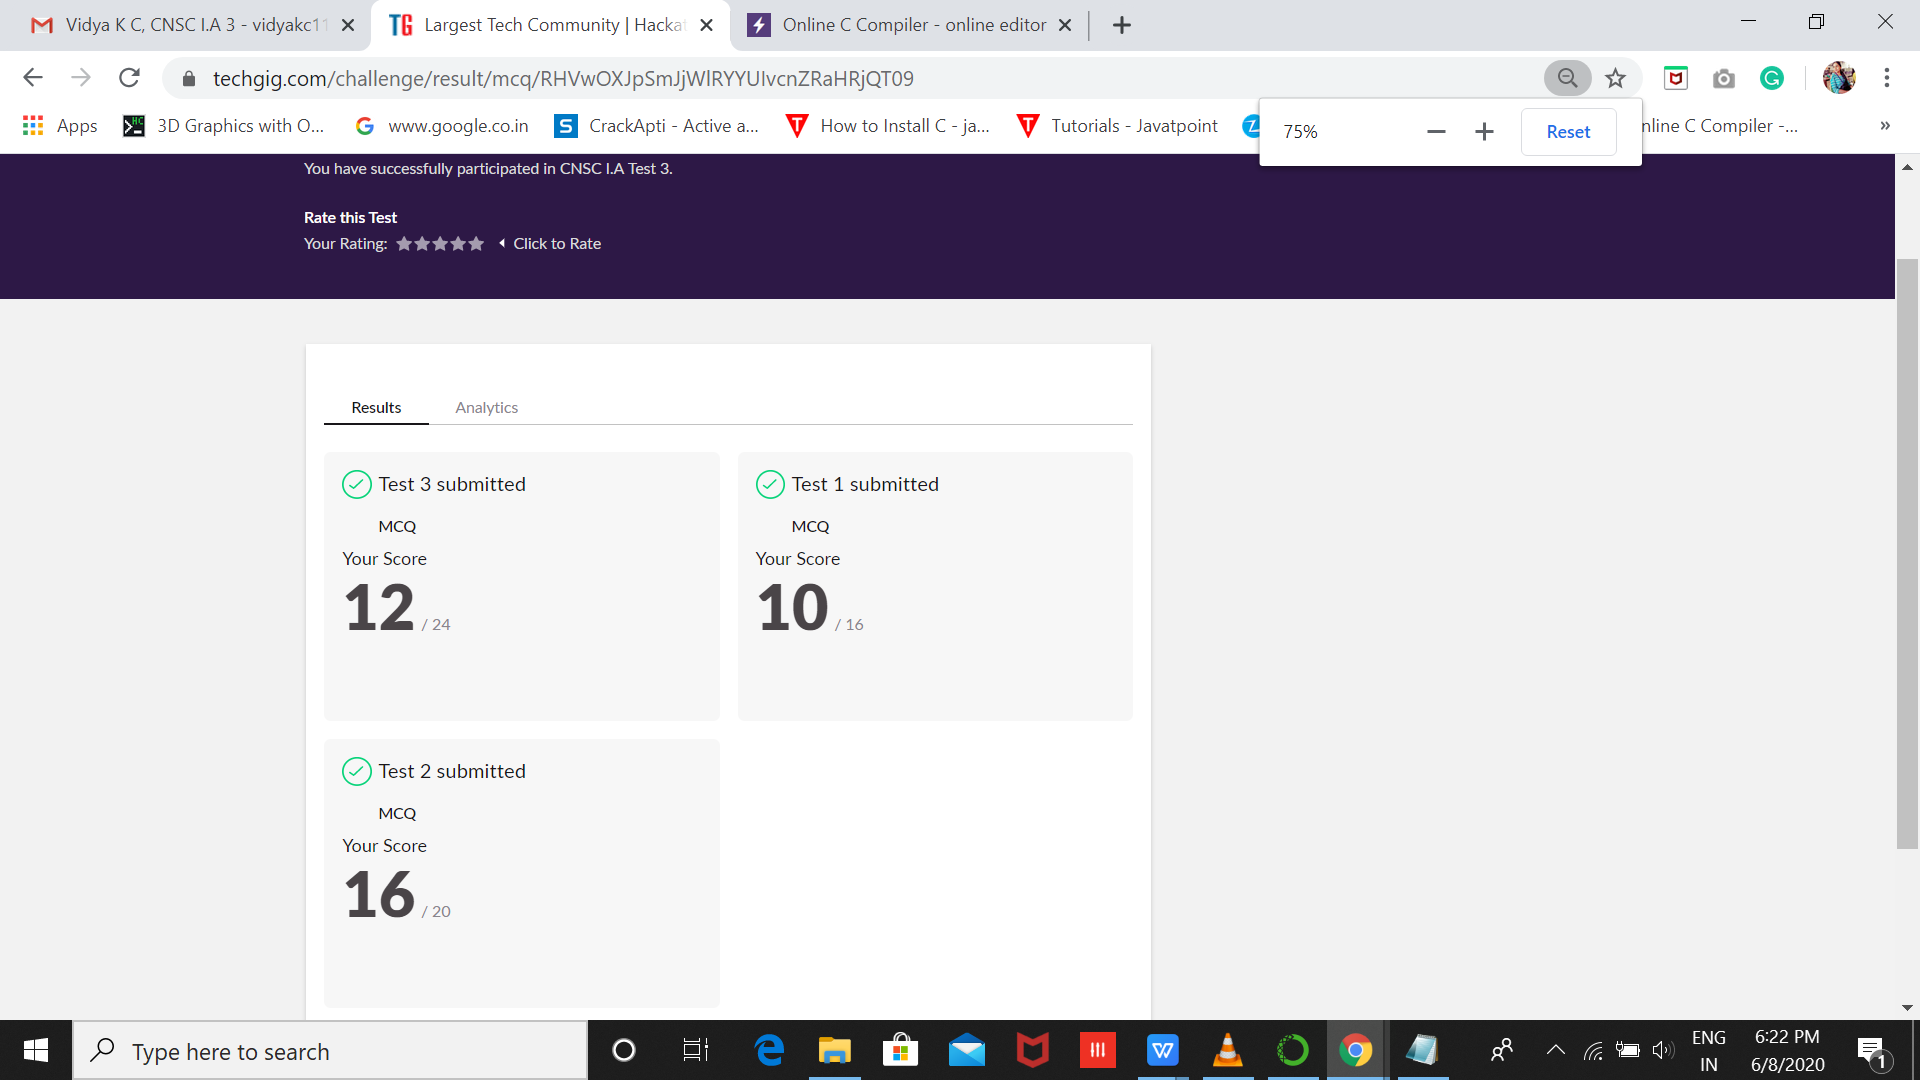 Vidya K C, CNSC I.A 3 - vidyakc11
Largest Tech Community | Hacka
Online C Compiler - online editor
techgig.com/challenge/result/mcq/RHVwOXJpSmJjWlRYYUIvcnZRaHRjQT09
Apps
3D Graphics with O...
www.google.co.in
CrackApti - Active a...
How to Install C - ja...
Tutorials - Javatpoint
nline C Compiler -...
»
75%
Reset
You have successfully participated in CNSC I.A Test 3.
Rate this Test
Your Rating:
Click to Rate
Results
Analytics
Test 3 submitted
MCQ
Your Score
12 / 24
Test 1 submitted
MCQ
Your Score
10 / 16
Test 2 submitted
MCQ
Your Score
16 / 20
Type here to search
ENG
IN
6:22 PM
6/8/2020
1